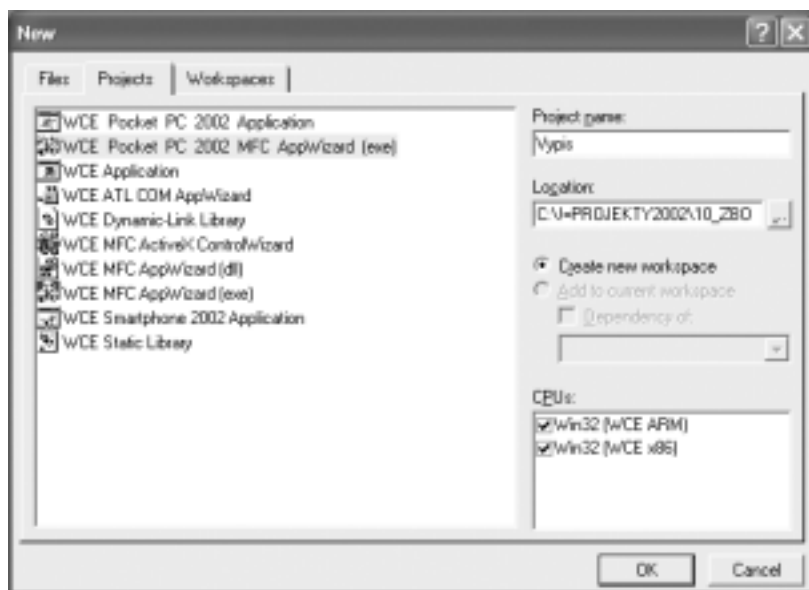 New
Files Projects Workspaces
WCE Pocket PC 2002 Application
WCE Pocket PC 2002 MFC AppWizard (exe)
WCE Application
WCE ATL COM AppWizard
WCE Dynamic-Link Library
WCE MFC ActiveX ControlWizard
WCE MFC AppWizard (dll)
WCE MFC AppWizard (exe)
WCE Smartphone 2002 Application
WCE Static Library
Project name:
Vypis
Location:
C:\!=PROJEKTY2002\10_ZBO
...
Create new workspace
Add to current workspace
Dependency of:
CPUs:
Win32 (WCE ARM)
Win32 (WCE x86)
OK Cancel